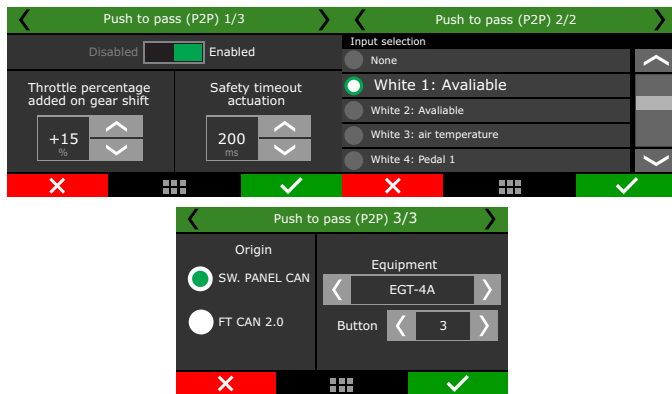 Push to pass (P2P) 1/3
Disabled
Enabled
Throttle percentage
added on gear shift
+15
%
Safety timeout
actuation
200
ms
Push to pass (P2P) 2/2
Input selection
None
White 1: Avaliable
White 2: Avaliable
White 3: air temperature
White 4: Pedal 1
Push to pass (P2P) 3/3
Origin
SW. PANEL CAN
FT CAN 2.0
Equipment
EGT-4A
Button
3